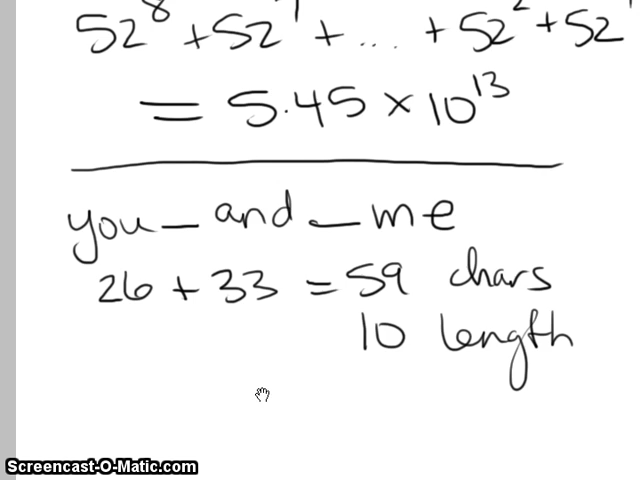 52^8 + 52^7 + ... + 52^2 + 52^1
= 5.45 × 10^13
you_and_me
26 + 33 = 59 chars
10 length
Screencast-O-Matic.com